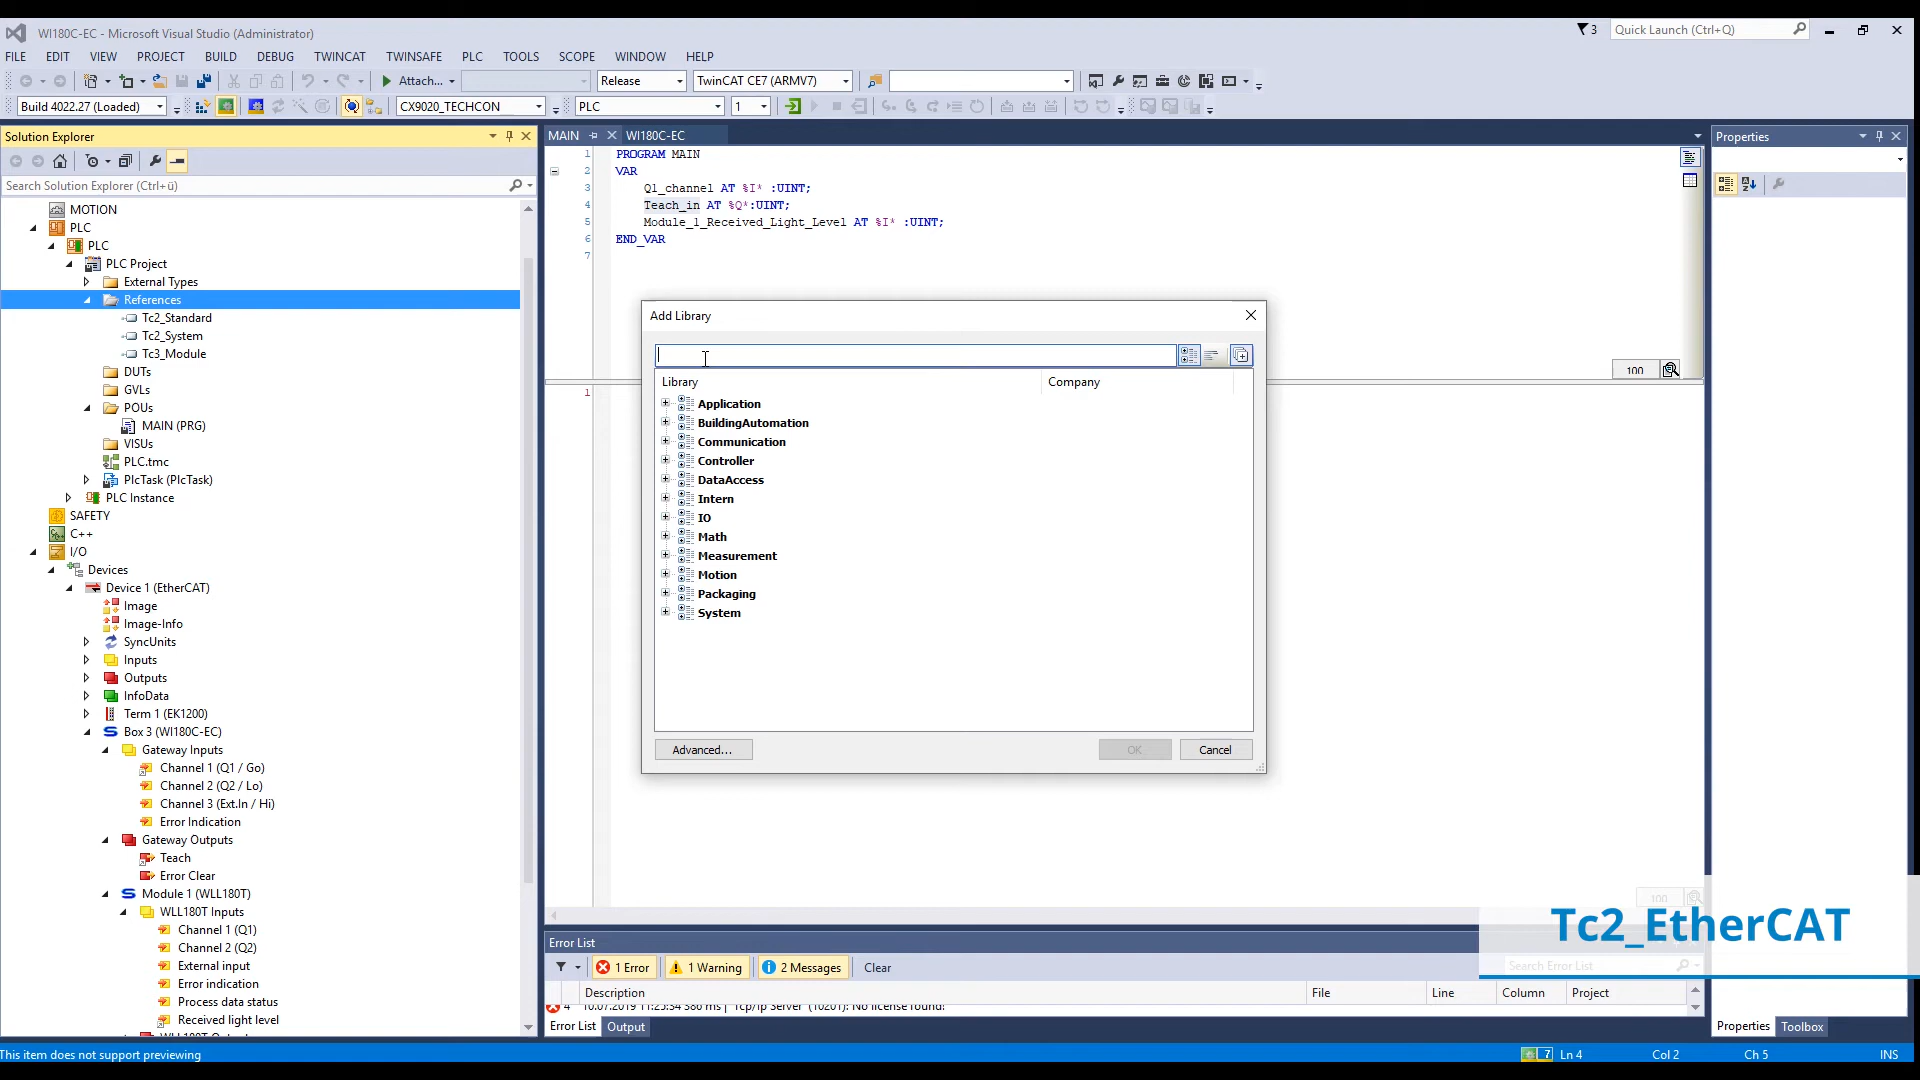 WI180C-EC - Microsoft Visual Studio (Administrator)
3
Quick Launch (Ctrl+Q)
FILE EDIT VIEW PROJECT BUILD DEBUG TWINCAT TWINSAFE PLC TOOLS SCOPE WINDOW HELP
Attach... Release TwinCAT CE7 (ARMV7)
Build 4022.27 (Loaded) CX9020_TECHCON PLC 1
Solution Explorer
Search Solution Explorer (Ctrl+ü)
MOTION
PLC
PLC
PLC Project
External Types
References
Tc2_Standard
Tc2_System
Tc3_Module
DUTs
GVLs
POUs
MAIN (PRG)
VISUs
PLC.tmc
PlcTask (PlcTask)
PLC Instance
SAFETY
C++
I/O
Devices
Device 1 (EtherCAT)
Image
Image-Info
SyncUnits
Inputs
Outputs
InfoData
Term 1 (EK1200)
Box 3 (WI180C-EC)
Gateway Inputs
Channel 1 (Q1 / Go)
Channel 2 (Q2 / Lo)
Channel 3 (Ext.In / Hi)
Error Indication
Gateway Outputs
Teach
Error Clear
Module 1 (WLL180T)
WLL180T Inputs
Channel 1 (Q1)
Channel 2 (Q2)
External input
Error indication
Process data status
Received light level
MAIN WI180C-EC
1 PROGRAM MAIN
2 VAR
3 Q1_channel AT %I* :UINT;
4 Teach_in AT %Q*:UINT;
5 Module_1_Received_Light_Level AT %I* :UINT;
6 END_VAR
7
100
1
Add Library
Library Company
Application
BuildingAutomation
Communication
Controller
DataAccess
Intern
IO
Math
Measurement
Motion
Packaging
System
Advanced... OK Cancel
100
Tc2_EtherCAT
Error List
1 Error 1 Warning 2 Messages Clear
Search Error List
Description File Line Column Project
Error List Output
Properties
Properties Toolbox
This item does not support previewing
7 Ln 4 Col 2 Ch 5 INS